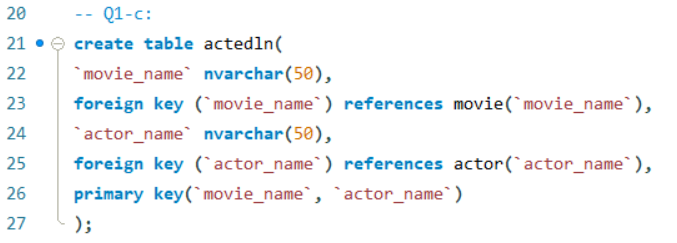 20 -- Q1-c:
21 create table actedln(
22 `movie_name` nvarchar(50),
23 foreign key (`movie_name`) references movie(`movie_name`),
24 `actor_name` nvarchar(50),
25 foreign key (`actor_name`) references actor(`actor_name`),
26 primary key(`movie_name`, `actor_name`)
27 );